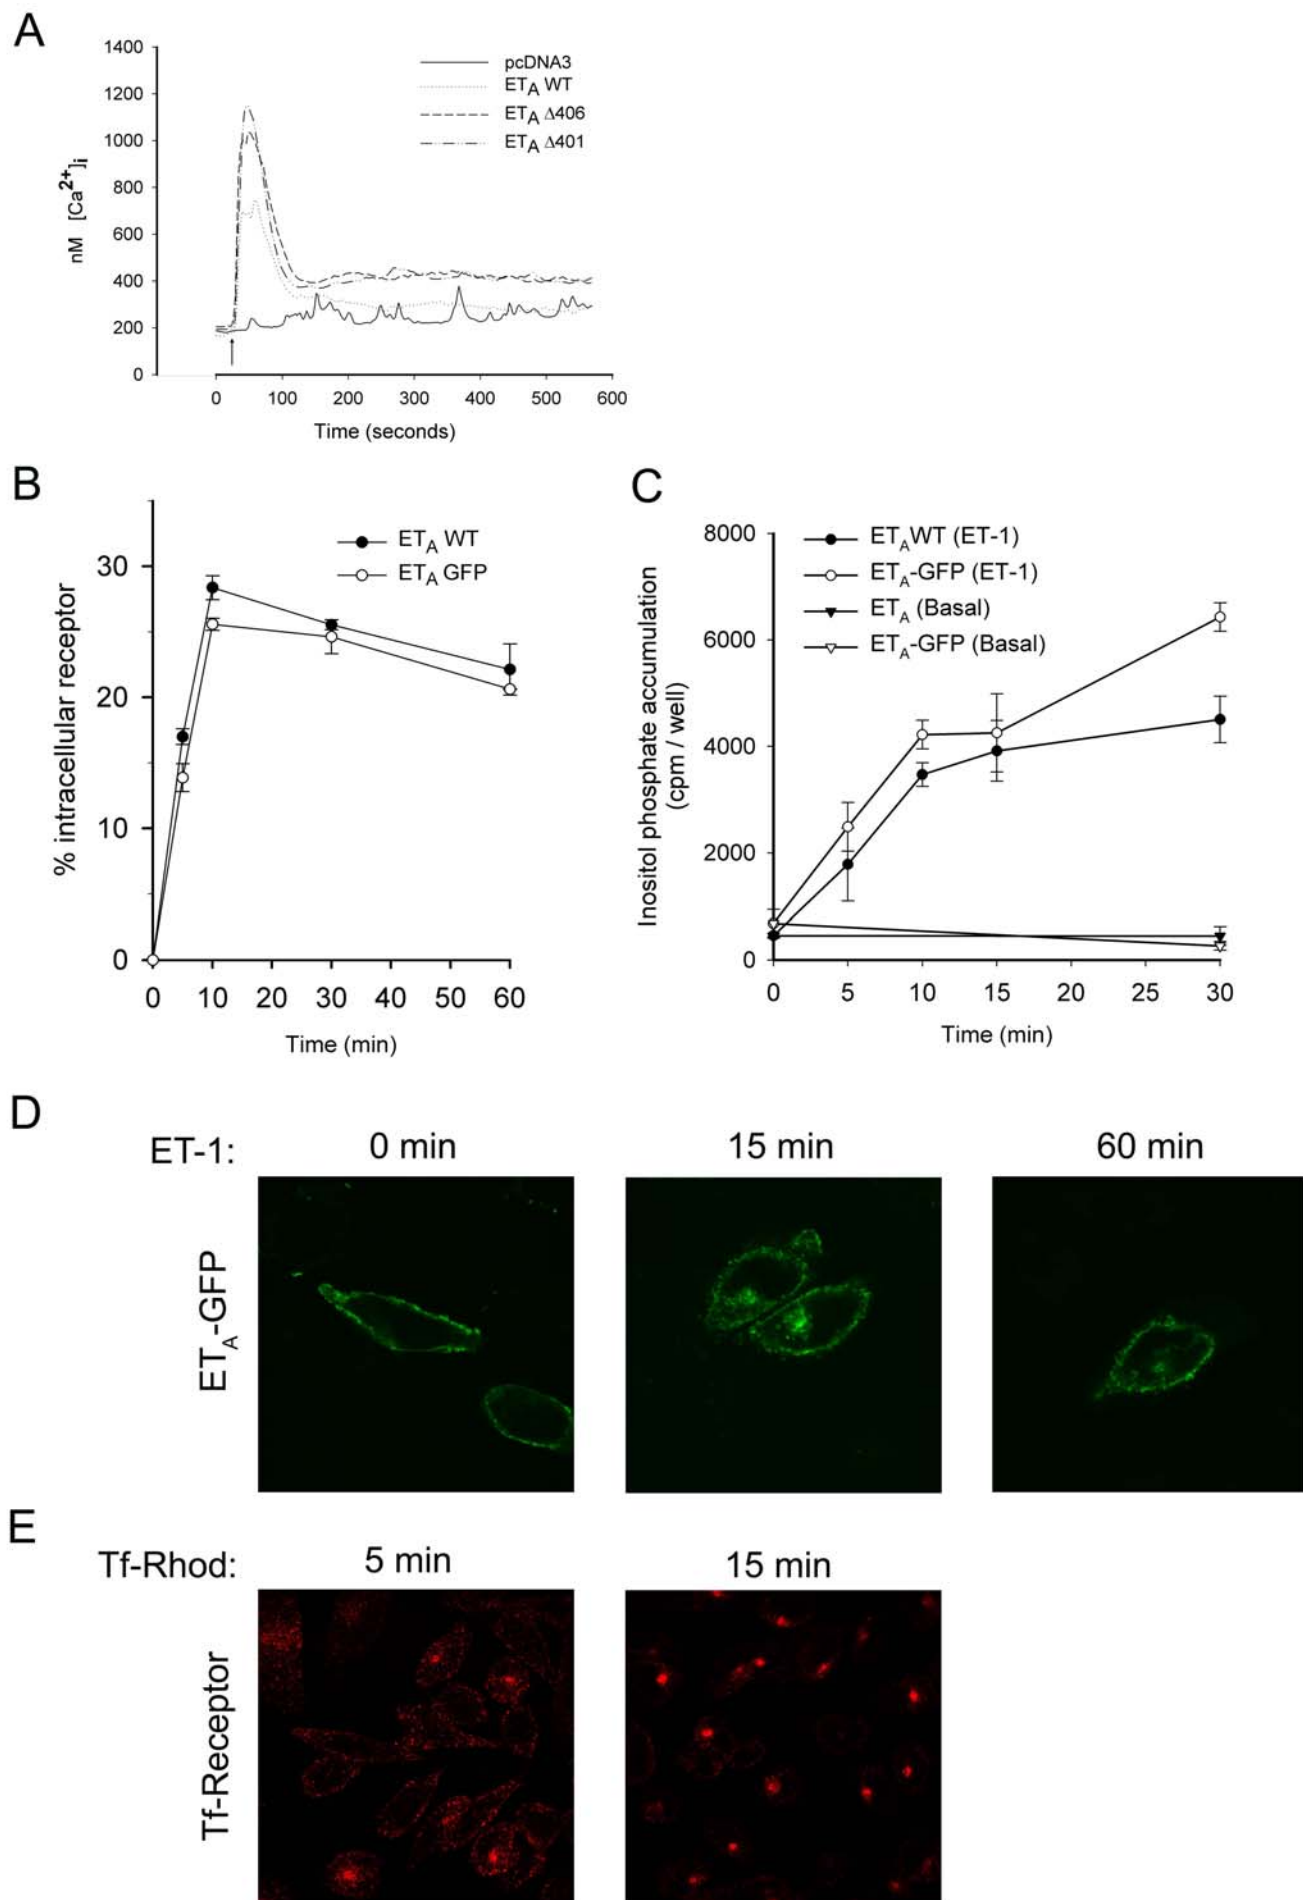 A
1400
1200
1000
800
600
400
200
0
nM [Ca2+]i
pcDNA3
ETA WT
ETA Δ406
ETA Δ401
0 100 200 300 400 500 600
Time (seconds)
B
30
20
10
0
% intracellular receptor
ETA WT
ETA GFP
0 10 20 30 40 50 60
Time (min)
C
8000
6000
4000
2000
0
Inositol phosphate accumulation
(cpm / well)
ETAWT (ET-1)
ETA-GFP (ET-1)
ETA (Basal)
ETA-GFP (Basal)
0 5 10 15 20 25 30
Time (min)
D
ET-1: 0 min 15 min 60 min
ETA-GFP
E
Tf-Rhod: 5 min 15 min
Tf-Receptor